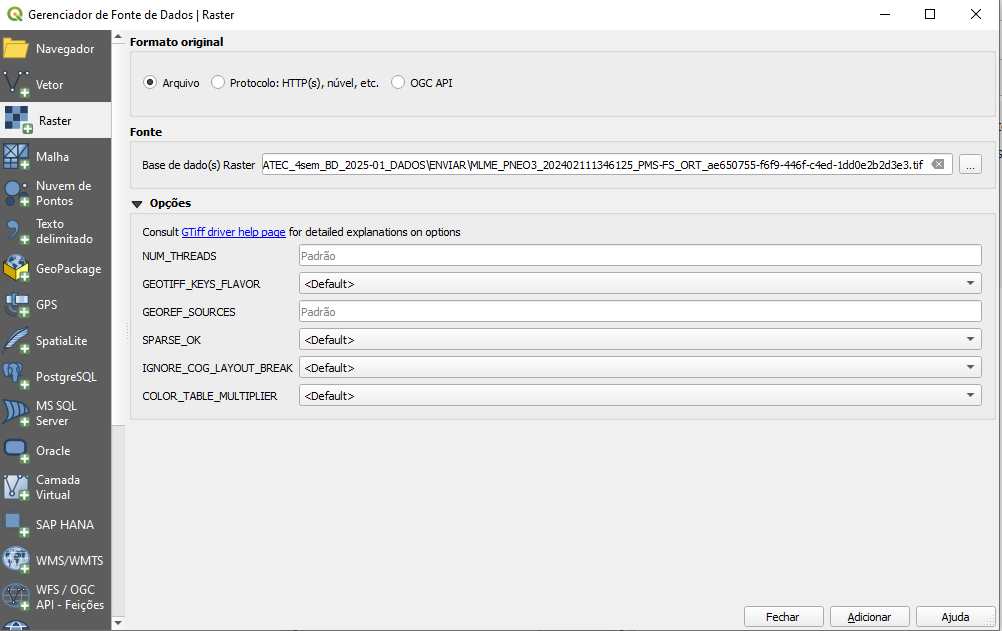 Gerenciador de Fonte de Dados | Raster
Navegador
Vetor
Raster
Malha
Nuvem de
Pontos
Texto
delimitado
GeoPackage
GPS
SpatiaLite
PostgreSQL
MS SQL
Server
Oracle
Camada
Virtual
SAP HANA
WMS/WMTS
WFS / OGC
API - Feições
Formato original
Arquivo
Protocolo: HTTP(s), núvel, etc.
OGC API
Fonte
Base de dado(s) Raster
ATEC_4sem_BD_2025-01_DADOS\ENVIAR\MLME_PNEO3_202402111346125_PMS-FS_ORT_ae650755-f6f9-446f-c4ed-1dd0e2b2d3e3.tif
...
Opções
Consult GTiff driver help page for detailed explanations on options
NUM_THREADS
Padrão
GEOTIFF_KEYS_FLAVOR
<Default>
GEOREF_SOURCES
Padrão
SPARSE_OK
<Default>
IGNORE_COG_LAYOUT_BREAK
<Default>
COLOR_TABLE_MULTIPLIER
<Default>
Fechar
Adicionar
Ajuda